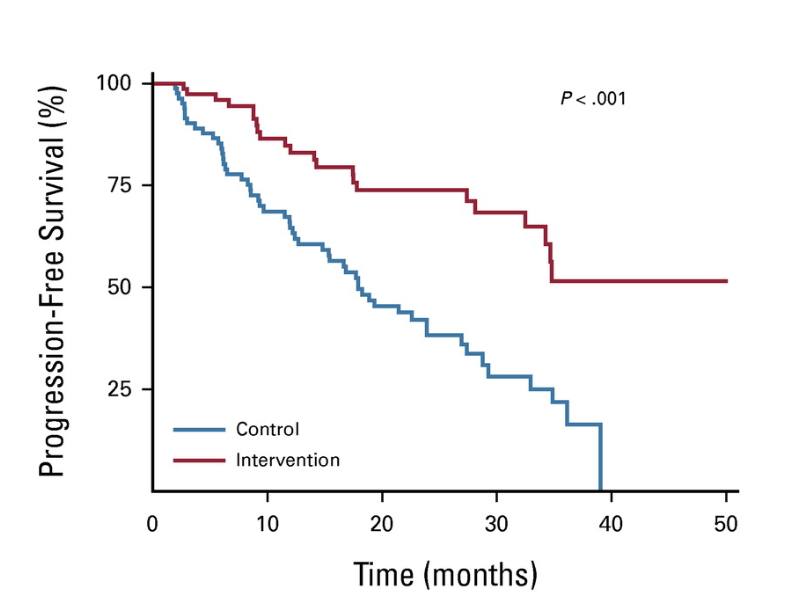 Progression-Free Survival (%)
100
75
50
25
P < .001
Control
Intervention
0 10 20 30 40 50
Time (months)